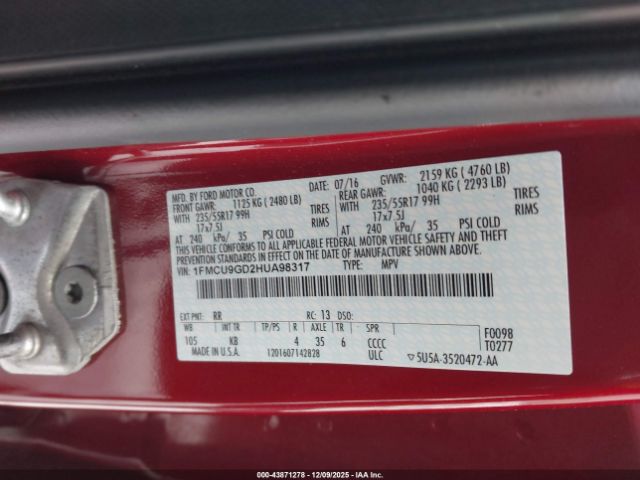 MFD. BY FORD MOTOR CO.
DATE: 07/16 GVWR: 2159 KG ( 4760 LB)
FRONT GAWR: 1125 KG ( 2480 LB) REAR GAWR: 1040 KG ( 2293 LB)
WITH 235/55R17 99H TIRES WITH 235/55R17 99H TIRES
17x7.5J RIMS 17x7.5J RIMS
AT 240 kPa/ 35 PSI COLD AT 240 kPa/ 35 PSI COLD
THIS VEHICLE CONFORMS TO ALL APPLICABLE FEDERAL MOTOR VEHICLE SAFETY AND THEFT
PREVENTION STANDARDS IN EFFECT ON THE DATE OF MANUFACTURE SHOWN ABOVE.
VIN: 1FMCU9GD2HUA98317 TYPE: MPV
EXT PNT: RR RC: 13 DSO:
WB INT TR TP/PS R AXLE TR SPR F0098
105 KB 4 35 6 CCCC T0277
MADE IN U.S.A. 1201607142828 ULC ▽5U5A-3520472-AA
000-43871278 - 12/09/2025 - IAAI.COM